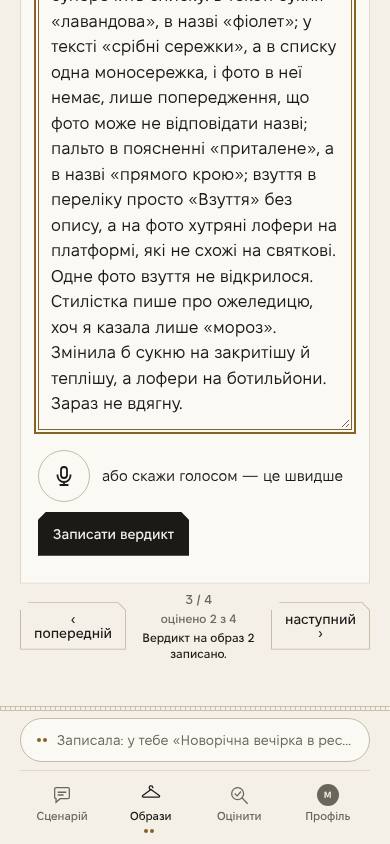 «лавандова», в назві «фіолет»; у
тексті «срібні сережки», а в списку
одна моносережка, і фото в неї
немає, лише попередження, що
фото може не відповідати назві;
пальто в поясненні «приталене», а
в назві «прямого крою»; взуття в
переліку просто «Взуття» без
опису, а на фото хутряні лофери на
платформі, які не схожі на святкові.
Одне фото взуття не відкрилося.
Стилістка пише про ожеледицю,
хоч я казала лише «мороз».
Змінила б сукню на закритішу й
теплішу, а лофери на ботильйони.
Зараз не вдягну.
або скажи голосом — це швидше
Записати вердикт
‹
попередній
3 / 4
оцінено 2 з 4
Вердикт на образ 2
записано.
наступний
›
Записала: у тебе «Новорічна вечірка в рес...
Сценарій
Образи
Оцінити
М
Профіль